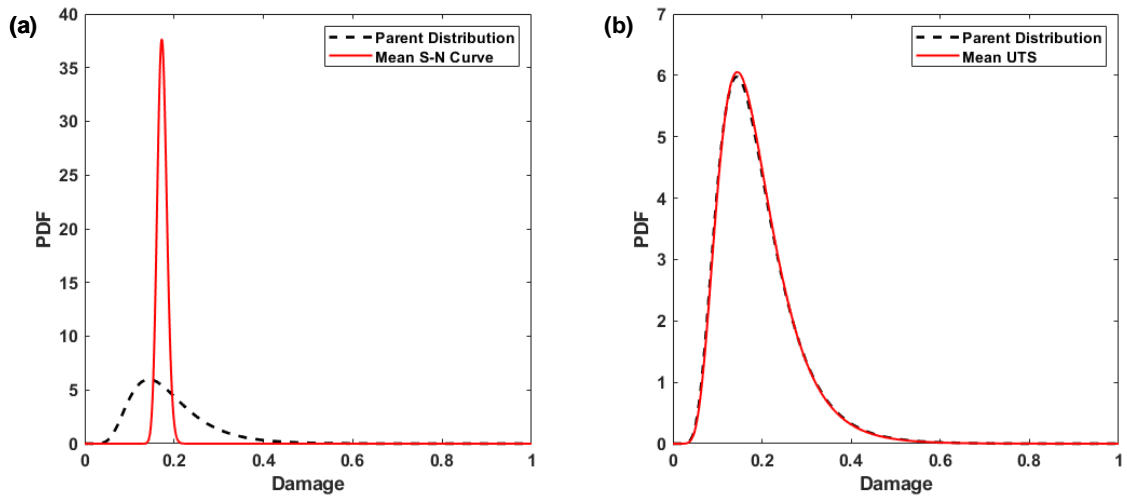 (a)
40
35
30
25
20
15
10
5
0
PDF
Parent Distribution
Mean S-N Curve
0 0.2 0.4 0.6 0.8 1
Damage
(b)
7
6
5
4
3
2
1
0
PDF
Parent Distribution
Mean UTS
0 0.2 0.4 0.6 0.8 1
Damage